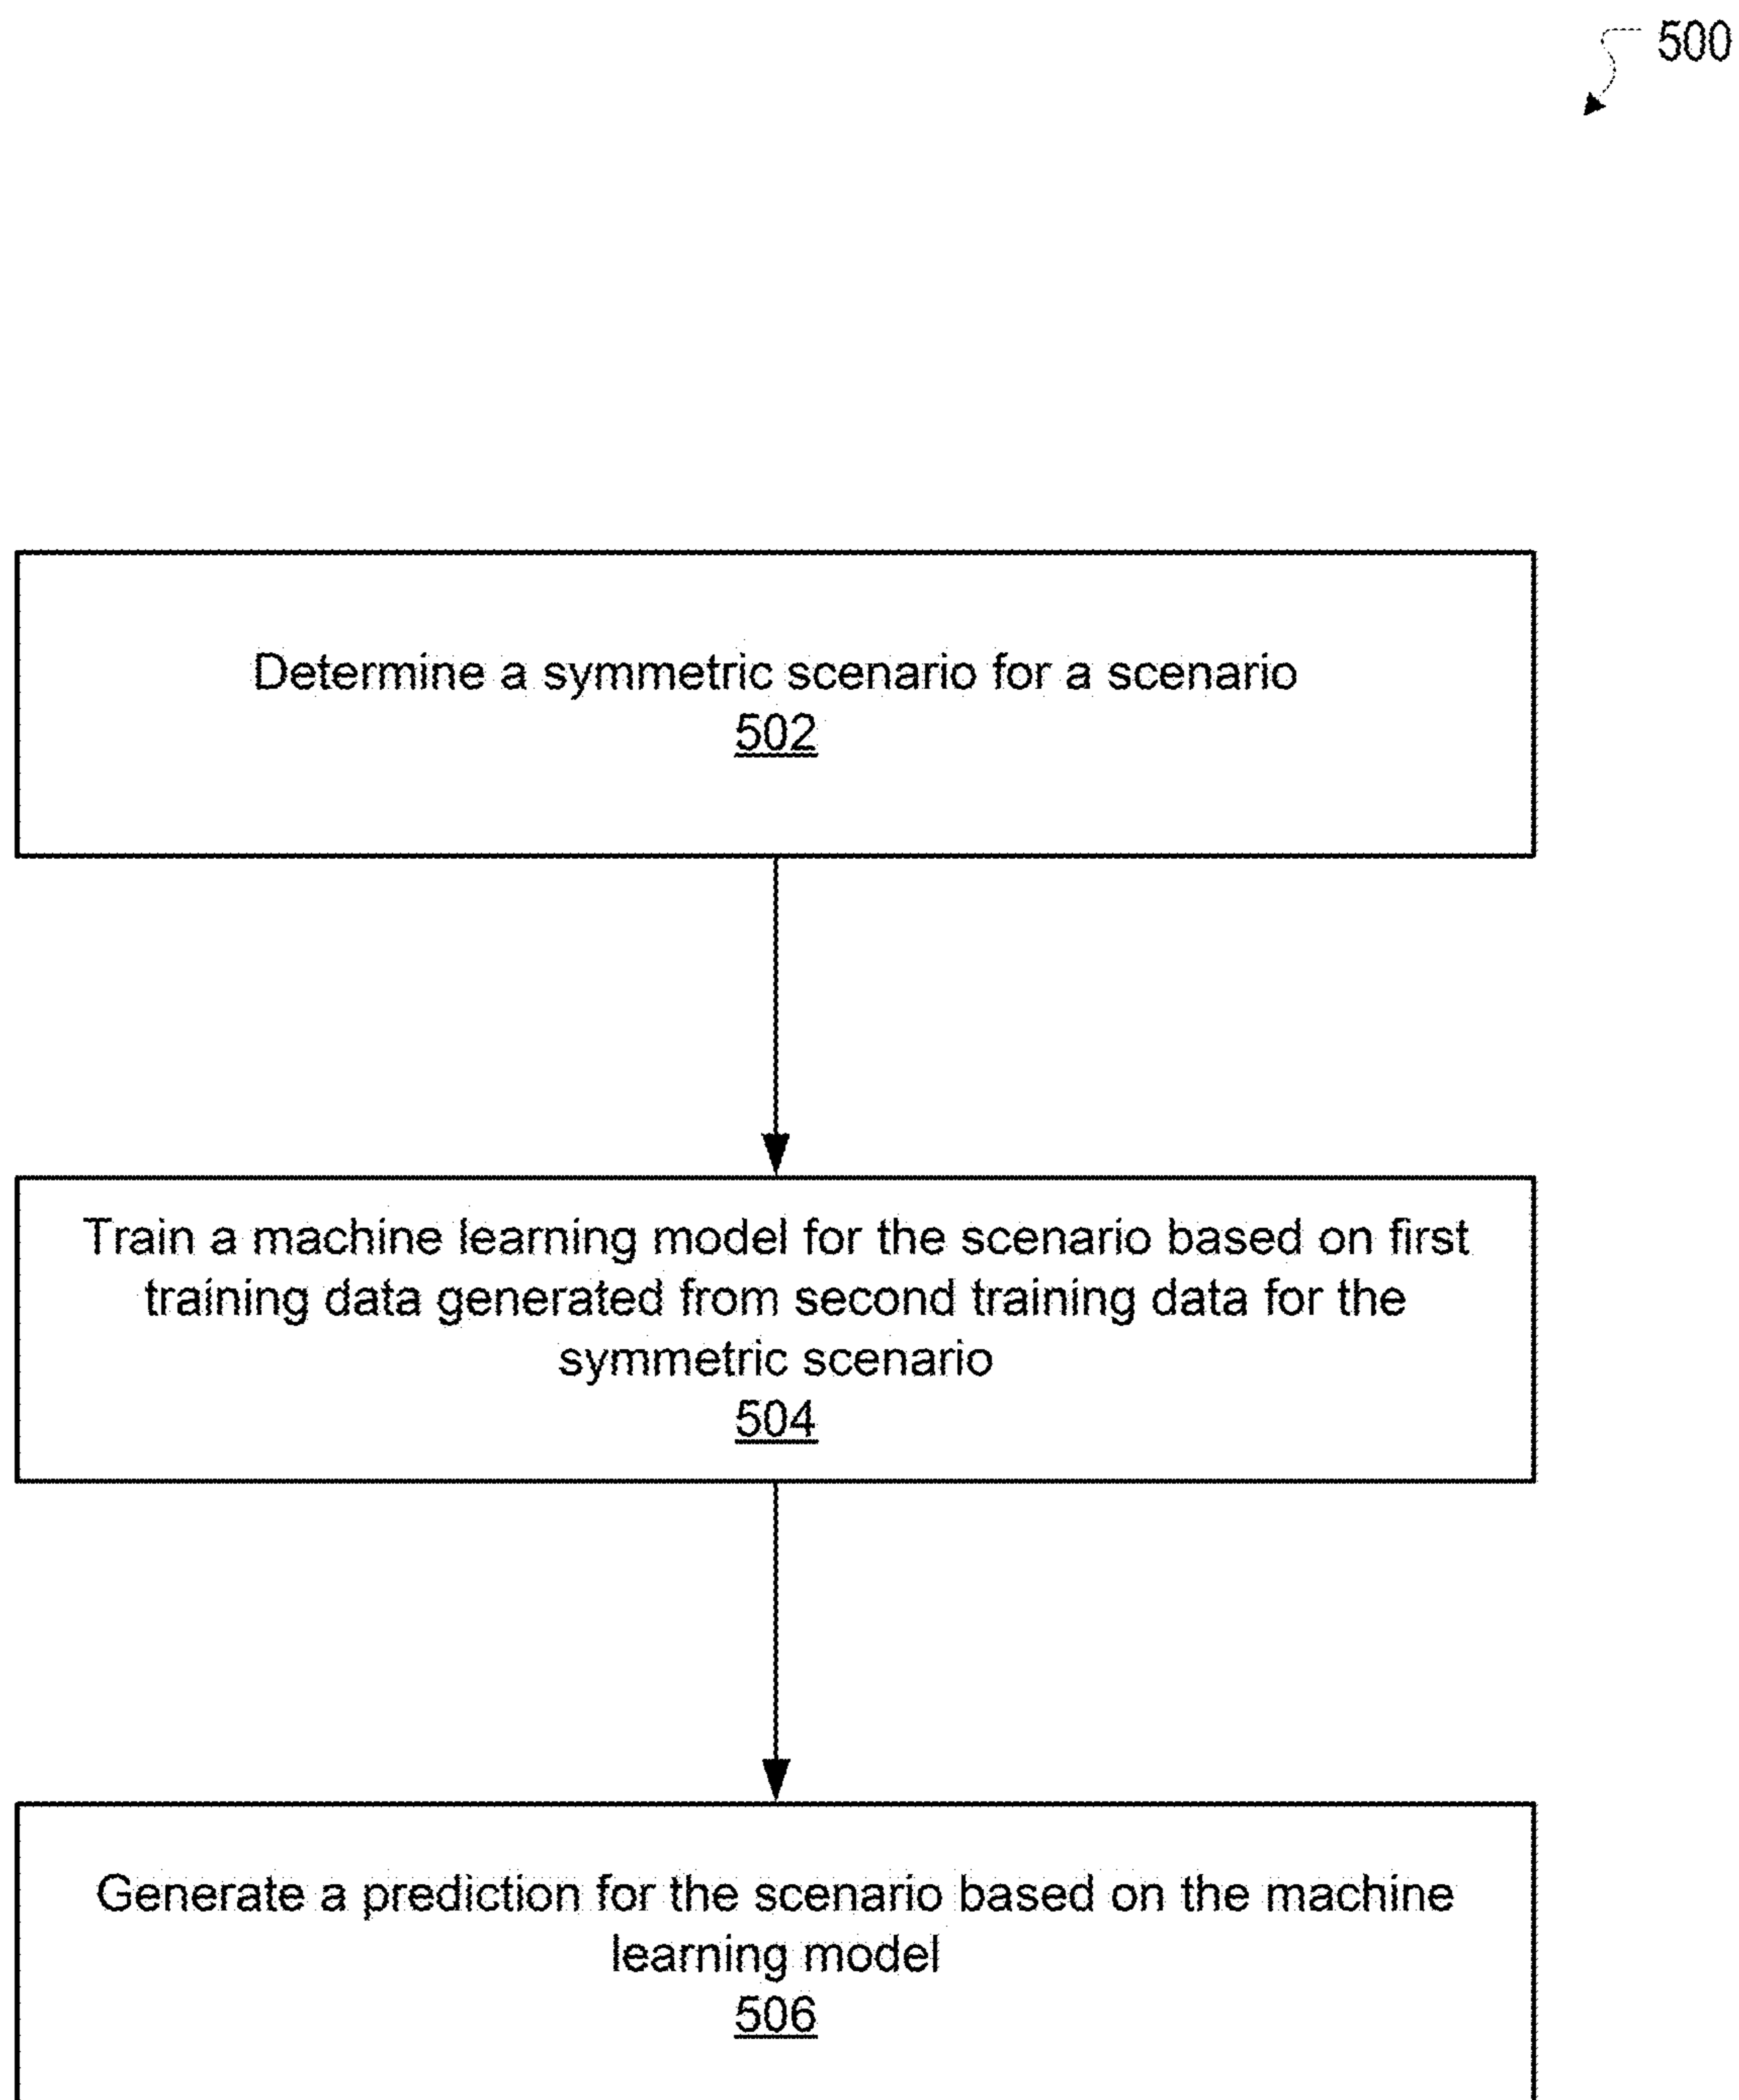 500
Determine a symmetric scenario for a scenario
502
Train a machine learning model for the scenario based on first
training data generated from second training data for the
symmetric scenario
504
Generate a prediction for the scenario based on the machine
learning model
506